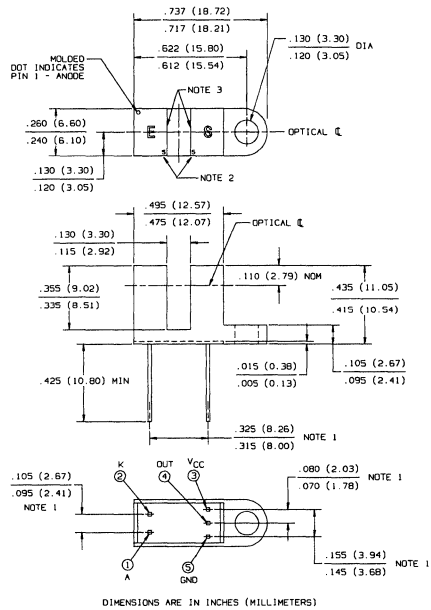 .737 (18.72)
.717 (18.21)
.622 (15.80)
.612 (15.54)
.130 (3.30)
.120 (3.05)
DIA
MOLDED
DOT INDICATES
PIN 1 - ANODE
NOTE 3
.260 (6.60)
.240 (6.10)
E
G
OPTICAL ℄
S
S
.130 (3.30)
.120 (3.05)
NOTE 2
.495 (12.57)
.475 (12.07)
OPTICAL ℄
.130 (3.30)
.115 (2.92)
.110 (2.79) NOM
.355 (9.02)
.335 (8.51)
.435 (11.05)
.415 (10.54)
.425 (10.80) MIN
.015 (0.38)
.005 (0.13)
.105 (2.67)
.095 (2.41)
.325 (8.26)
.315 (8.00)
NOTE 1
.105 (2.67)
.095 (2.41)
NOTE 1
K
2
OUT
4
VCC
3
.080 (2.03)
.070 (1.78)
NOTE 1
.155 (3.94)
.145 (3.68)
NOTE 1
1
A
5
GND
DIMENSIONS ARE IN INCHES (MILLIMETERS)